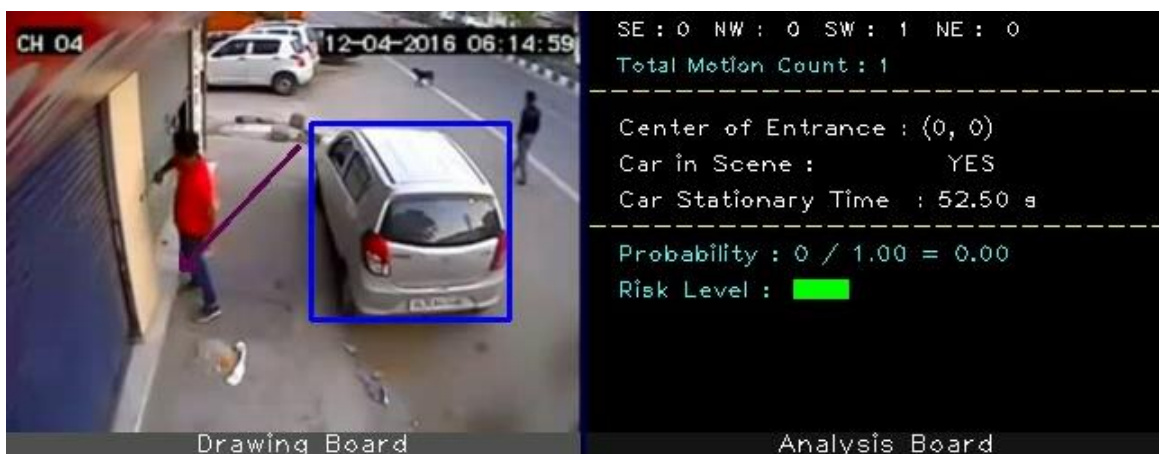 CH 04
12-04-2016 06:14:59
Drawing Board
SE : 0 NW : 0 SW : 1 NE : 0
Total Motion Count : 1
Center of Entrance : (0, 0)
Car in Scene : YES
Car Stationary Time : 52.50 s
Probability : 0 / 1.00 = 0.00
Risk Level :
Analysis Board